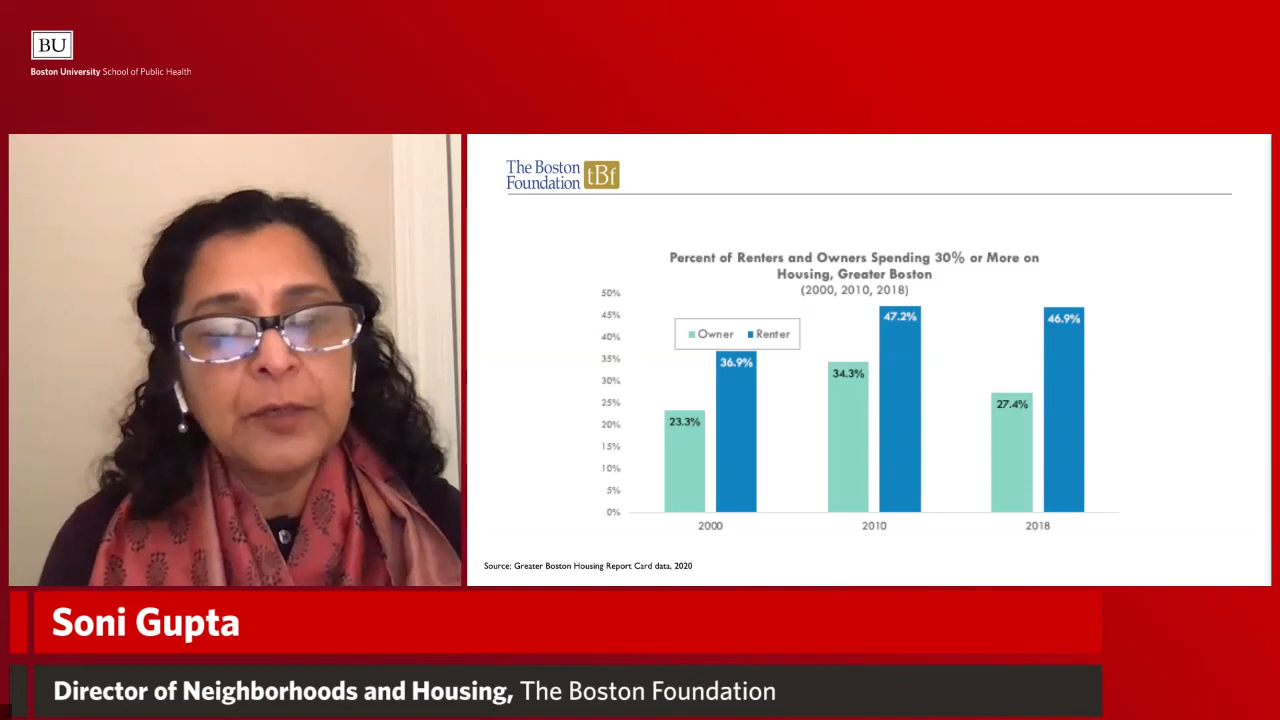 BU
Boston University School of Public Health
The Boston
Foundation
tBf
Percent of Renters and Owners Spending 30% or More on
Housing, Greater Boston
(2000, 2010, 2018)
50%
45%
40%
35%
30%
25%
20%
15%
10%
5%
0%
Owner Renter
23.3%
36.9%
34.3%
47.2%
27.4%
46.9%
2000 2010 2018
Source: Greater Boston Housing Report Card data, 2020
Soni Gupta
Director of Neighborhoods and Housing, The Boston Foundation